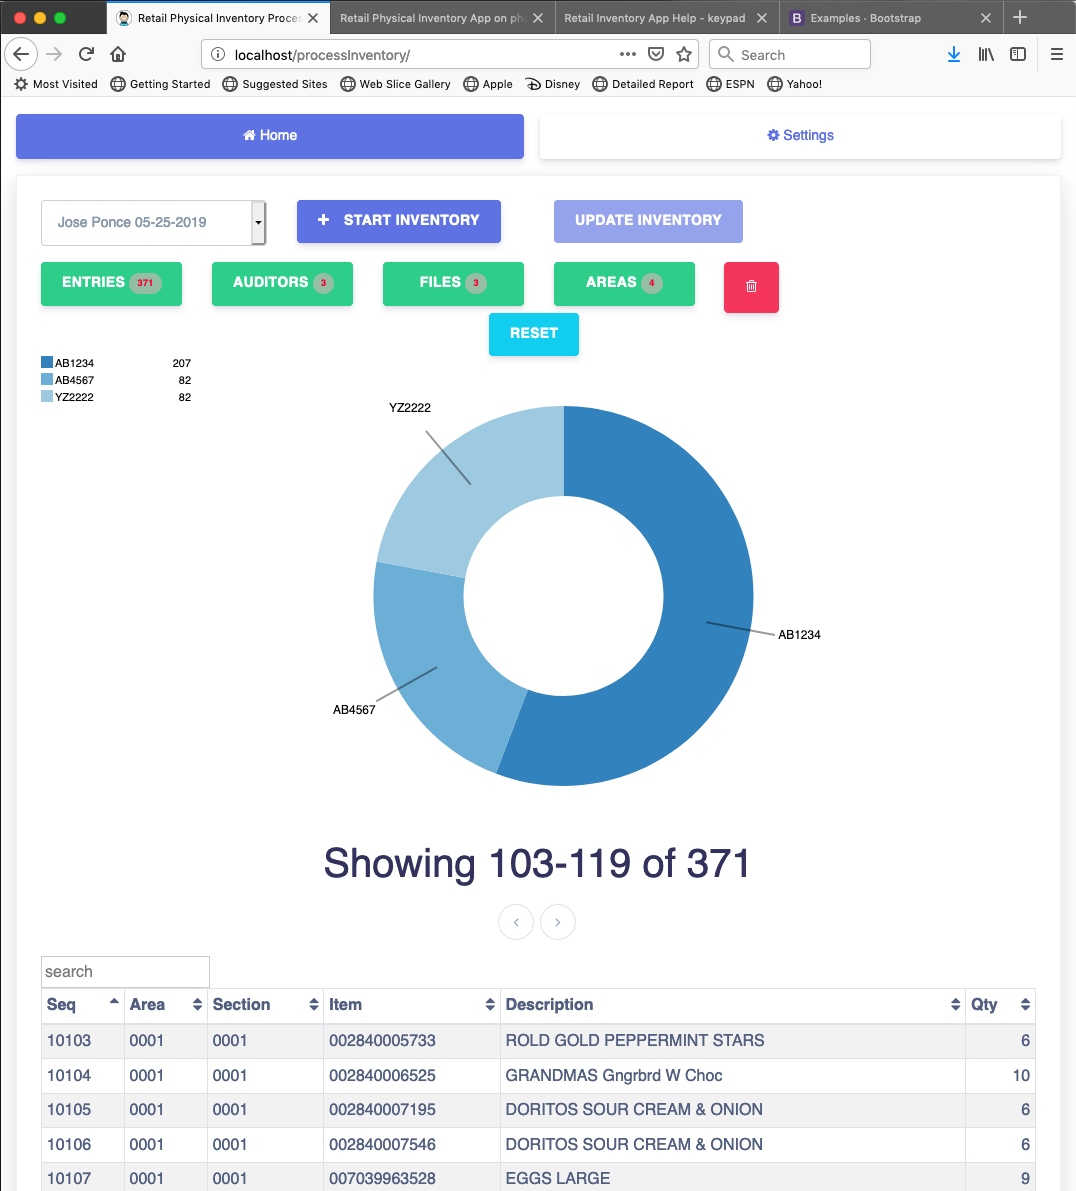 Retail Physical Inventory Proces
Retail Physical Inventory App on pho
Retail Inventory App Help - keypad
B Examples · Bootstrap
localhost/processInventory/
Search
Most Visited
Getting Started
Suggested Sites
Web Slice Gallery
Apple
Disney
Detailed Report
ESPN
Yahoo!
Home
Settings
Jose Ponce 05-25-2019
+ START INVENTORY
UPDATE INVENTORY
ENTRIES 371
AUDITORS 3
FILES 3
AREAS 4
RESET
AB1234 207
AB4567 82
YZ2222 82
YZ2222
AB1234
AB4567
Showing 103-119 of 371
search
Seq Area Section Item Description Qty
10103 0001 0001 002840005733 ROLD GOLD PEPPERMINT STARS 6
10104 0001 0001 002840006525 GRANDMAS Gngrbrd W Choc 10
10105 0001 0001 002840007195 DORITOS SOUR CREAM & ONION 6
10106 0001 0001 002840007546 DORITOS SOUR CREAM & ONION 6
10107 0001 0001 007039963528 EGGS LARGE 9